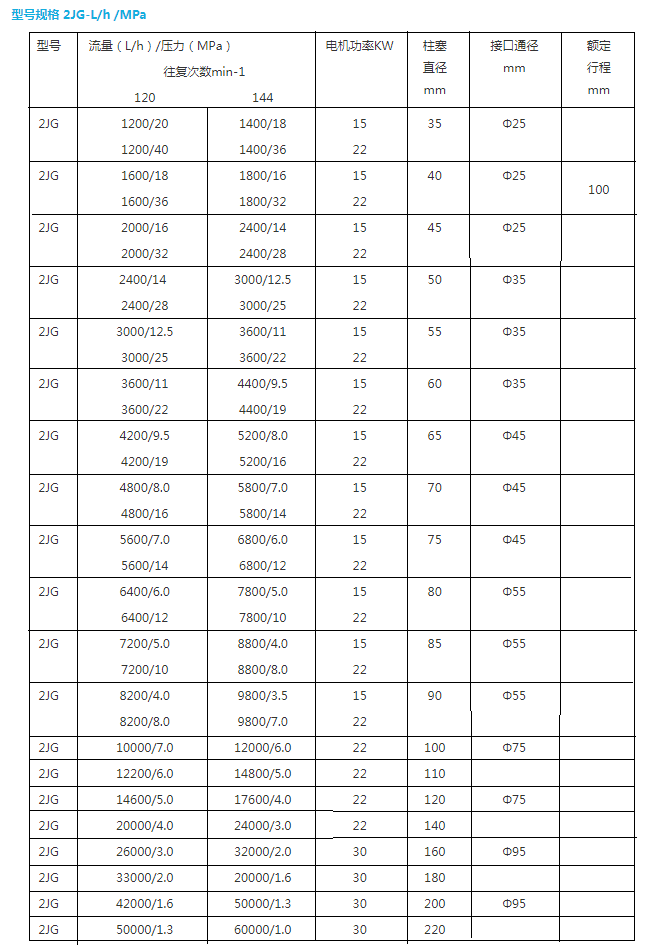 型号规格 2JG-L/h /MPa
型号 流量（L/h）/压力（MPa） 电机功率KW 柱塞 接口通径 额定
往复次数min-1 直径 mm 行程
120 144 mm mm
2JG 1200/20 1400/18 15 35 Φ25
1200/40 1400/36 22
2JG 1600/18 1800/16 15 40 Φ25
100
1600/36 1800/32 22
2JG 2000/16 2400/14 15 45 Φ25
2000/32 2400/28 22
2JG 2400/14 3000/12.5 15 50 Φ35
2400/28 3000/25 22
2JG 3000/12.5 3600/11 15 55 Φ35
3000/25 3600/22 22
2JG 3600/11 4400/9.5 15 60 Φ35
3600/22 4400/19 22
2JG 4200/9.5 5200/8.0 15 65 Φ45
4200/19 5200/16 22
2JG 4800/8.0 5800/7.0 15 70 Φ45
4800/16 5800/14 22
2JG 5600/7.0 6800/6.0 15 75 Φ45
5600/14 6800/12 22
2JG 6400/6.0 7800/5.0 15 80 Φ55
6400/12 7800/10 22
2JG 7200/5.0 8800/4.0 15 85 Φ55
7200/10 8800/8.0 22
2JG 8200/4.0 9800/3.5 15 90 Φ55
8200/8.0 9800/7.0 22
2JG 10000/7.0 12000/6.0 22 100 Φ75
2JG 12200/6.0 14800/5.0 22 110
2JG 14600/5.0 17600/4.0 22 120 Φ75
2JG 20000/4.0 24000/3.0 22 140
2JG 26000/3.0 32000/2.0 30 160 Φ95
2JG 33000/2.0 20000/1.6 30 180
2JG 42000/1.6 50000/1.3 30 200 Φ95
2JG 50000/1.3 60000/1.0 30 220